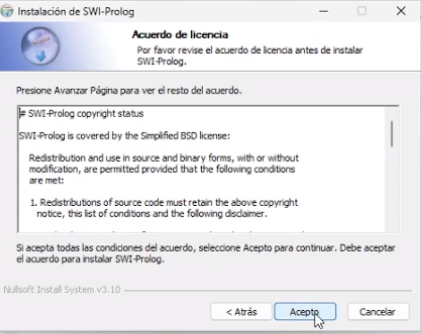 Instalación de SWI-Prolog
Acuerdo de licencia
Por favor revise el acuerdo de licencia antes de instalar
SWI-Prolog.
Presione Avanzar Página para ver el resto del acuerdo.
# SWI-Prolog copyright status
SWI-Prolog is covered by the Simplified BSD license:
Redistribution and use in source and binary forms, with or without
modification, are permitted provided that the following conditions
are met:
1. Redistributions of source code must retain the above copyright
notice, this list of conditions and the following disclaimer.
Si acepta todas las condiciones del acuerdo, seleccione Acepto para continuar. Debe aceptar
el acuerdo para instalar SWI-Prolog.
Nullsoft Install System v3.10
< Atrás
Acepto
Cancelar